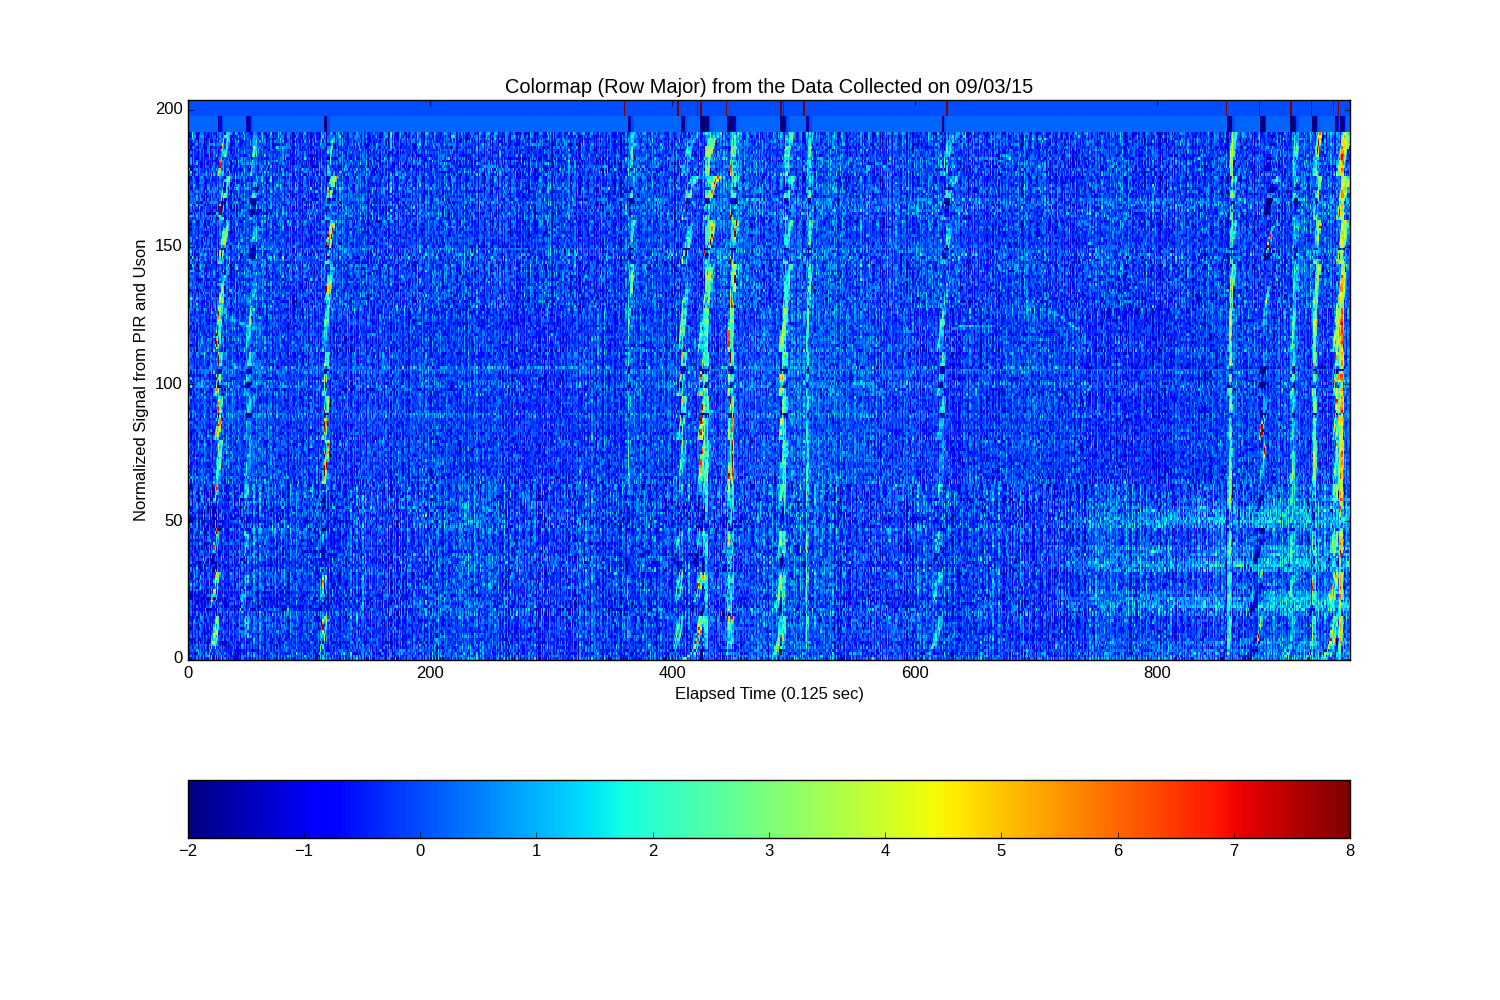 Colormap (Row Major) from the Data Collected on 09/03/15
Normalized Signal from PIR and Uson
200
150
100
50
0
0 200 400 600 800
Elapsed Time (0.125 sec)
−2 −1 0 1 2 3 4 5 6 7 8